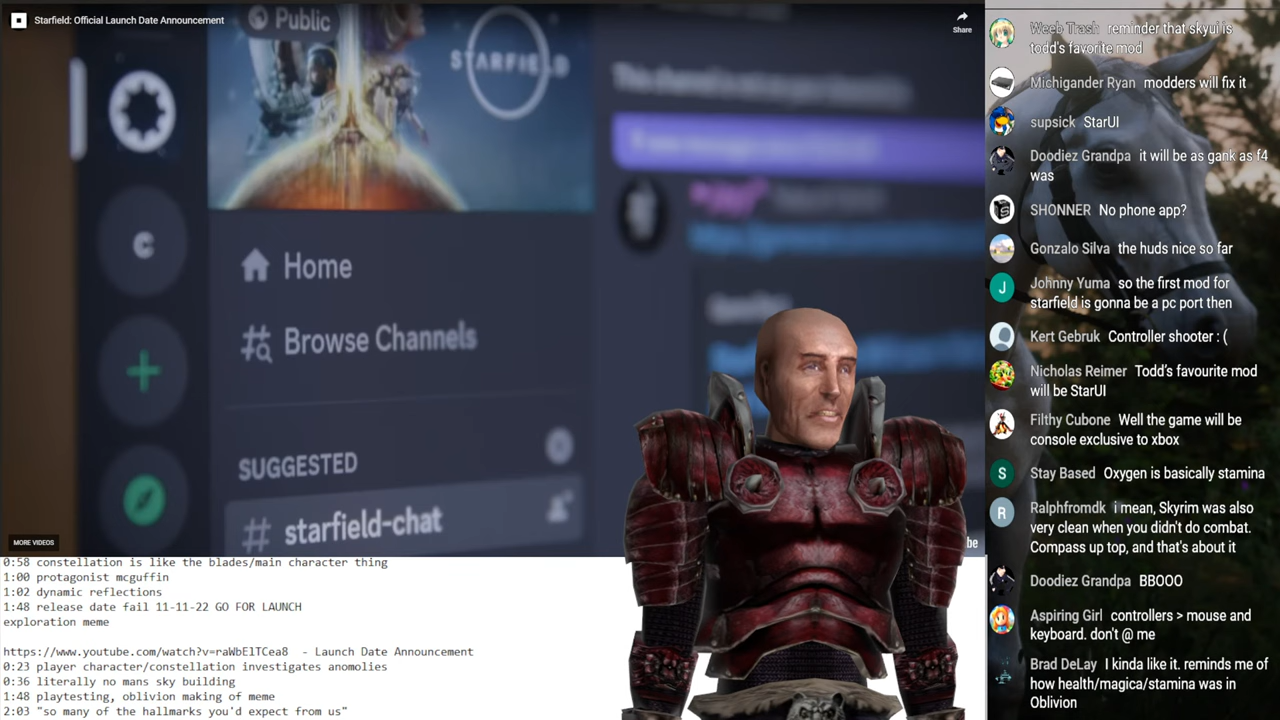 Starfield: Official Launch Date Announcement
Share
Public
STARFIELD
C
Home
Browse Channels
SUGGESTED
# starfield-chat
MORE VIDEOS
be
0:58 constellation is like the blades/main character thing
1:00 protagonist mcguffin
1:02 dynamic reflections
1:48 release date fail 11-11-22 GO FOR LAUNCH
exploration meme
https://www.youtube.com/watch?v=raWbElTCea8 - Launch Date Announcement
0:23 player character/constellation investigates anomolies
0:36 literally no mans sky building
1:48 playtesting, oblivion making of meme
2:03 "so many of the hallmarks you'd expect from us"
Weeb Trash reminder that skyui is
todd's favorite mod
Michigander Ryan modders will fix it
supsick StarUI
Doodiez Grandpa it will be as gank as f4
was
SHONNER No phone app?
Gonzalo Silva the huds nice so far
J
Johnny Yuma so the first mod for
starfield is gonna be a pc port then
Kert Gebruk Controller shooter : (
Nicholas Reimer Todd's favourite mod
will be StarUI
Filthy Cubone Well the game will be
console exclusive to xbox
S
Stay Based Oxygen is basically stamina
R
Ralphfromdk i mean, Skyrim was also
very clean when you didn't do combat.
Compass up top, and that's about it
Doodiez Grandpa BBOOO
Aspiring Girl controllers > mouse and
keyboard. don't @ me
Brad DeLay I kinda like it. reminds me of
how health/magica/stamina was in
Oblivion